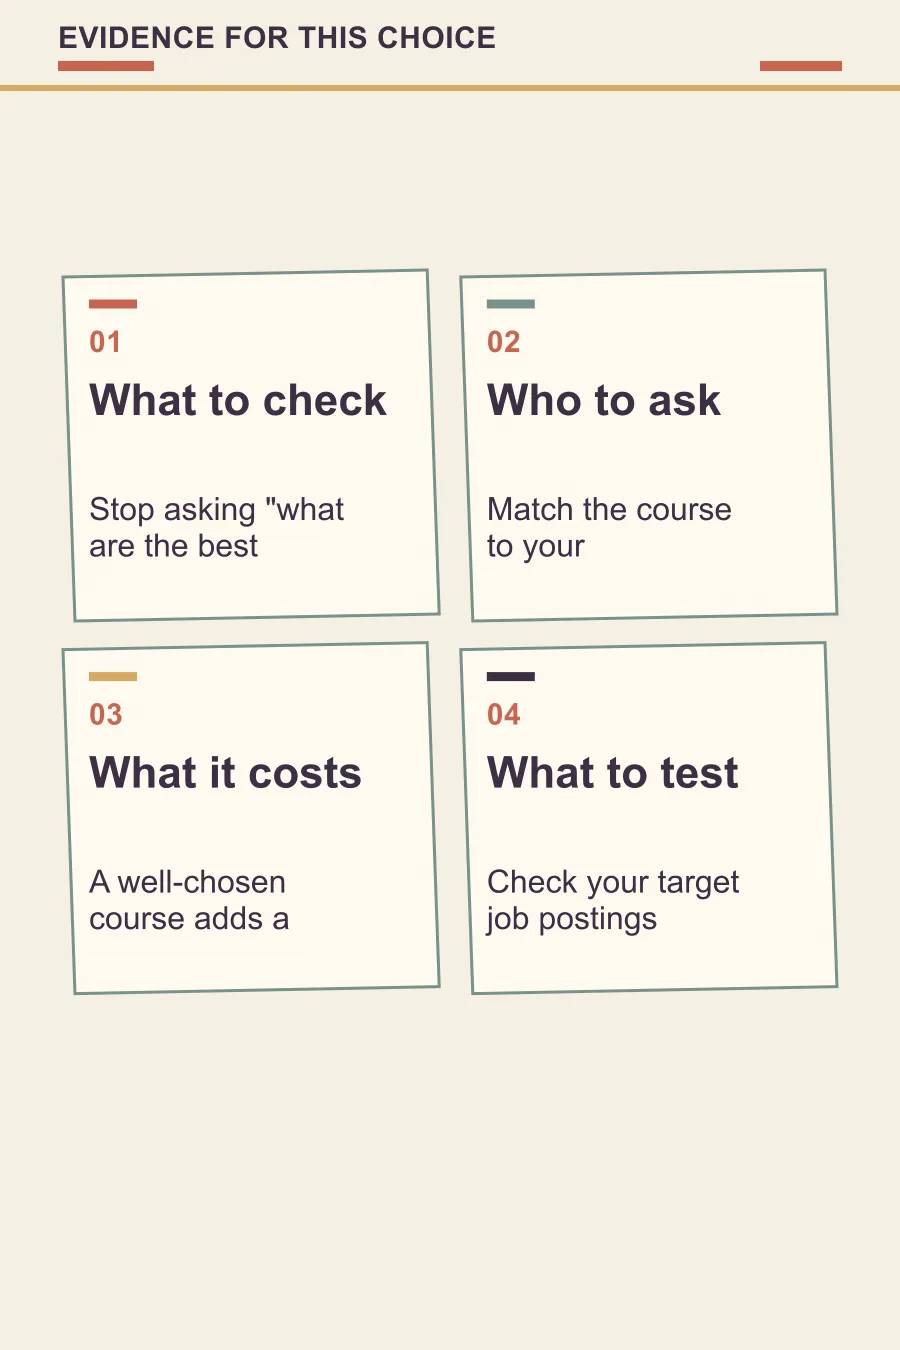 EVIDENCE FOR THIS CHOICE
01
What to check
Stop asking "what
are the best
02
Who to ask
Match the course
to your
03
What it costs
A well-chosen
course adds a
04
What to test
Check your target
job postings